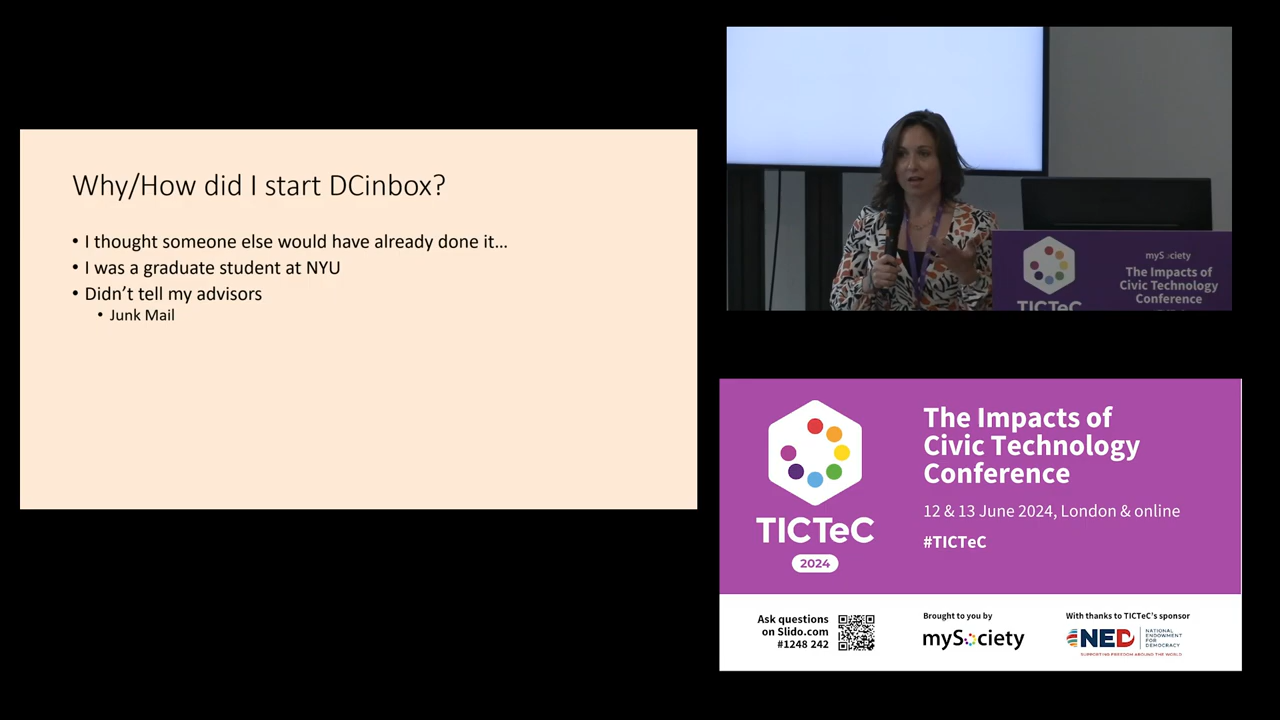 Why/How did I start DCinbox?
• I thought someone else would have already done it...
• I was a graduate student at NYU
• Didn't tell my advisors
• Junk Mail
TICTeC
mySociety
The Impacts of
Civic Technology
Conference
TICTeC
2024
The Impacts of
Civic Technology
Conference
12 & 13 June 2024, London & online
#TICTeC
Ask questions
on Slido.com
#1248 242
Brought to you by
mySociety
With thanks to TICTeC's sponsor
NED
NATIONAL
ENDOWMENT
FOR
DEMOCRACY
SUPPORTING FREEDOM AROUND THE WORLD